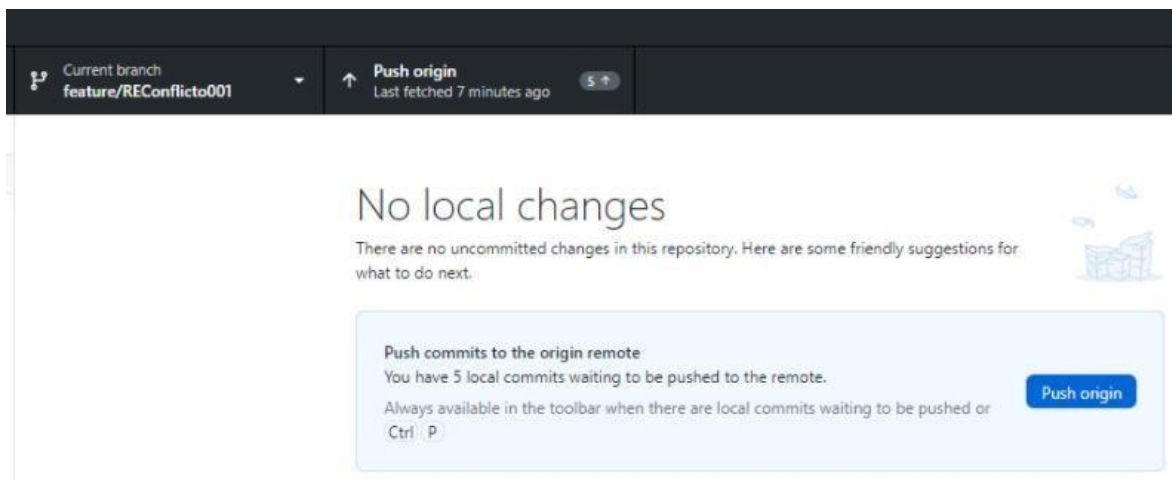 Current branch
feature/REConflicto001
Push origin
Last fetched 7 minutes ago
5
No local changes
There are no uncommitted changes in this repository. Here are some friendly suggestions for
what to do next.
Push commits to the origin remote
You have 5 local commits waiting to be pushed to the remote.
Always available in the toolbar when there are local commits waiting to be pushed or
Ctrl P
Push origin